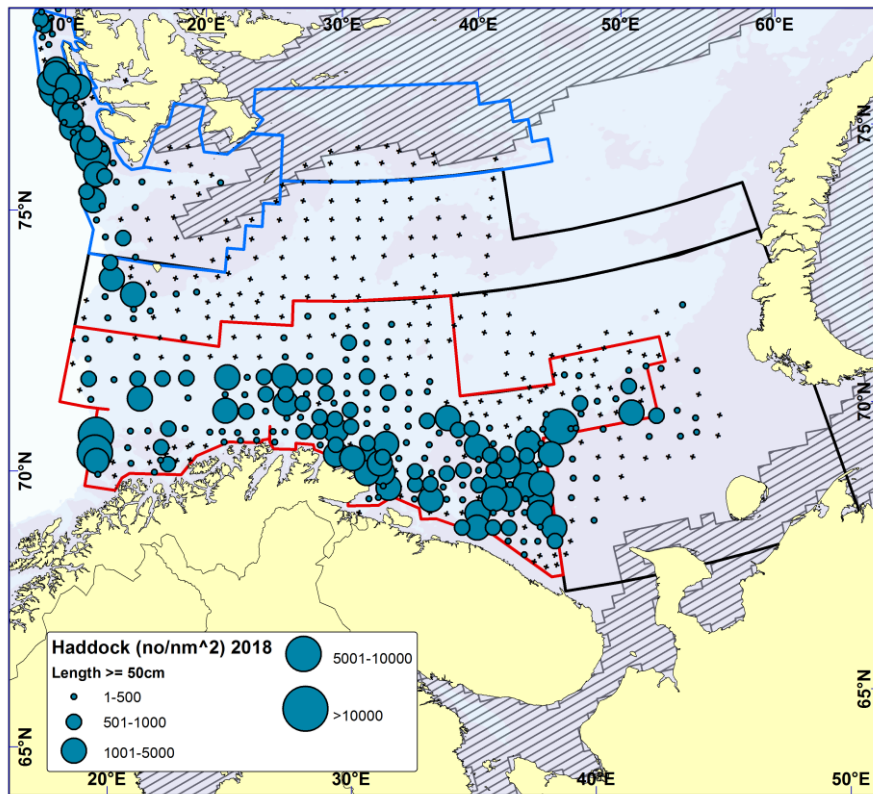 10°E 20°E 30°E 40°E 50°E 60°E
75°N
75°N
70°N
70°N
Haddock (no/nm^2) 2018
Length >= 50cm
1-500
501-1000
1001-5000
5001-10000
>10000
65°N
65°N
20°E 30°E 40°E 50°E